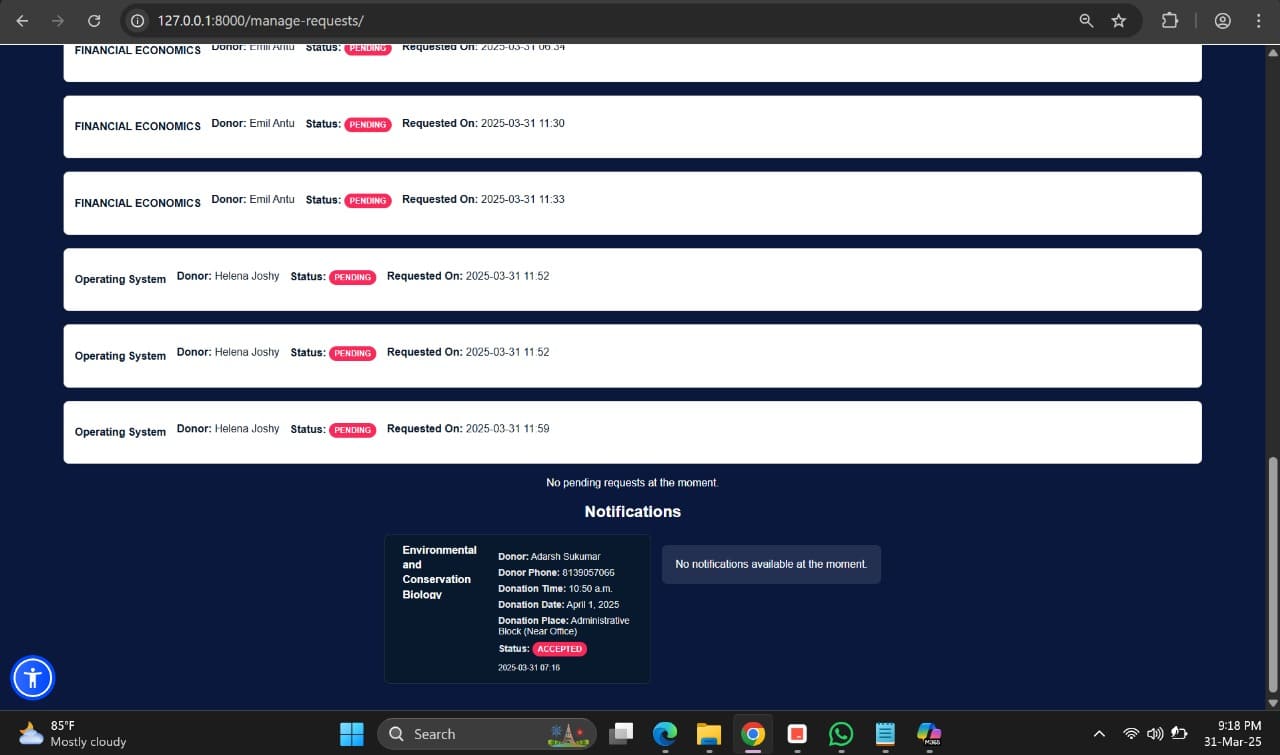 127.0.0.1:8000/manage-requests/
FINANCIAL ECONOMICS Donor: Emil Antu Status: PENDING Requested On: 2025-03-31 06:34
FINANCIAL ECONOMICS Donor: Emil Antu Status: PENDING Requested On: 2025-03-31 11:30
FINANCIAL ECONOMICS Donor: Emil Antu Status: PENDING Requested On: 2025-03-31 11:33
Operating System Donor: Helena Joshy Status: PENDING Requested On: 2025-03-31 11:52
Operating System Donor: Helena Joshy Status: PENDING Requested On: 2025-03-31 11:52
Operating System Donor: Helena Joshy Status: PENDING Requested On: 2025-03-31 11:59
No pending requests at the moment.
Notifications
Environmental
and
Conservation
Biology
Donor: Adarsh Sukumar
Donor Phone: 8139057066
Donation Time: 10:50 a.m.
Donation Date: April 1, 2025
Donation Place: Administrative
Block (Near Office)
Status: ACCEPTED
2025-03-31 07:16
No notifications available at the moment.
85°F
Mostly cloudy
Search
M365
9:18 PM
31-Mar-25